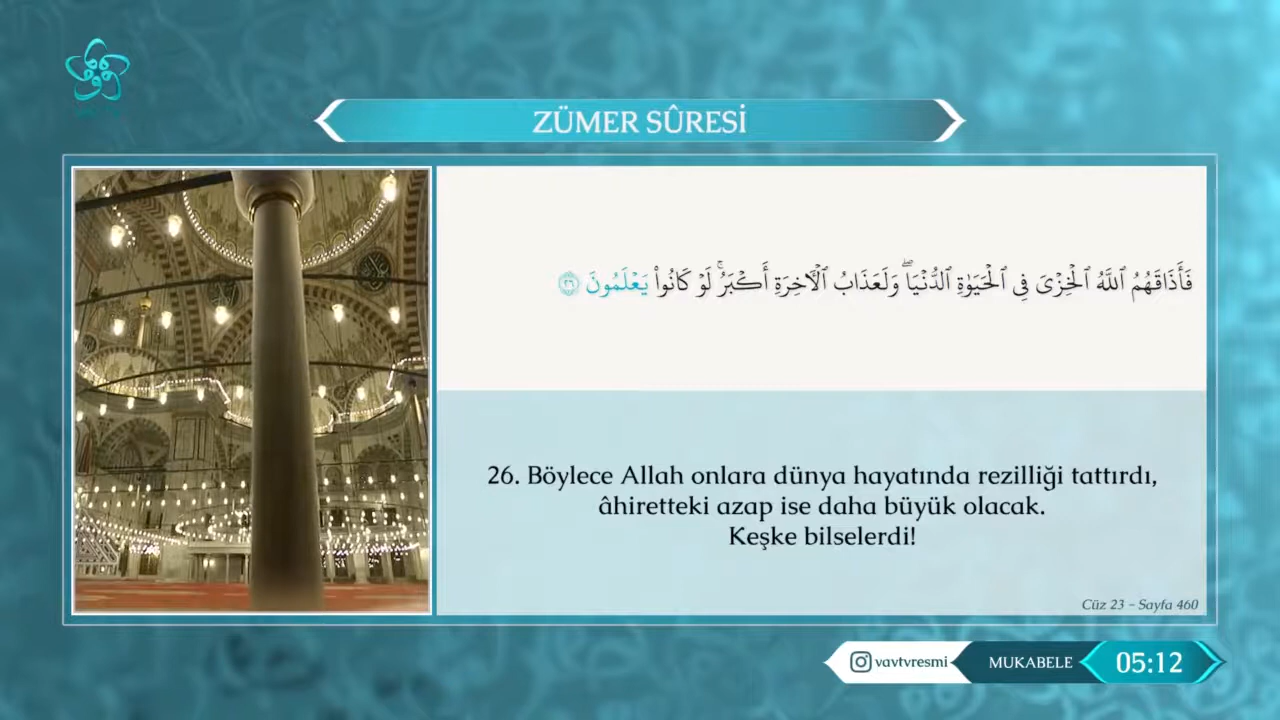 ZÜMER SÛRESİ
فَأَذَاقَهُمُ ٱللَّهُ ٱلْخِزْىَ فِى ٱلْحَيَوٰةِ ٱلدُّنْيَاۖ وَلَعَذَابُ ٱلْـَٔاخِرَةِ أَكْبَرُۚ لَوْ كَانُوا۟ يَعْلَمُونَ ٢٦
26. Böylece Allah onlara dünya hayatında rezilliği tattırdı,
âhiretteki azap ise daha büyük olacak.
Keşke bilselerdi!
Cüz 23 – Sayfa 460
vavtvresmi MUKABELE 05:12